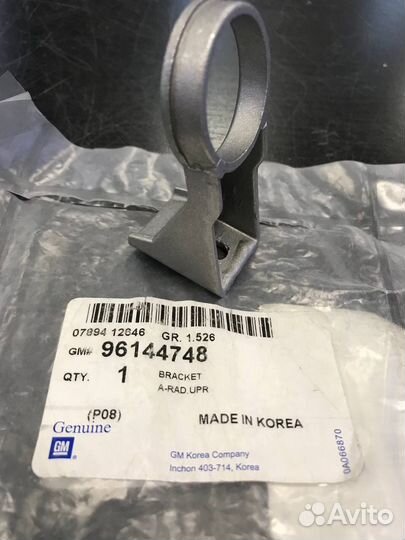 07894 12646 GR. 1.526
GM# 96144748
QTY. 1 BRACKET
A-RAD.UPR
(P08) MADE IN KOREA
Genuine
GM
GM Korea Company
Inchon 403-714, Korea
0A066870
Avito